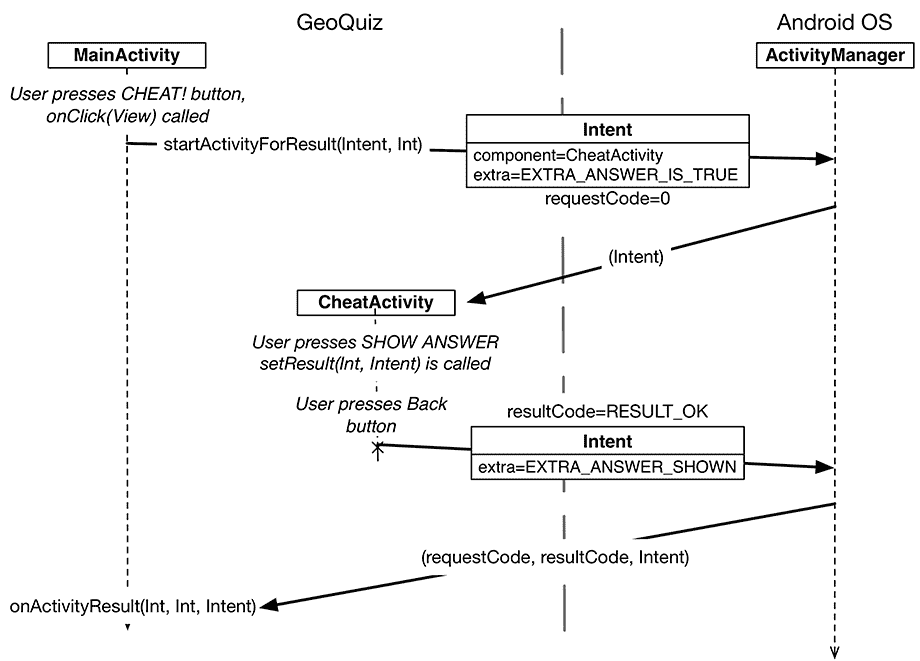 GeoQuiz
Android OS
MainActivity
ActivityManager
User presses CHEAT! button,
onClick(View) called
startActivityForResult(Intent, Int)
Intent
component=CheatActivity
extra=EXTRA_ANSWER_IS_TRUE
requestCode=0
(Intent)
CheatActivity
User presses SHOW ANSWER
setResult(Int, Intent) is called
User presses Back
button
resultCode=RESULT_OK
Intent
extra=EXTRA_ANSWER_SHOWN
(requestCode, resultCode, Intent)
onActivityResult(Int, Int, Intent)